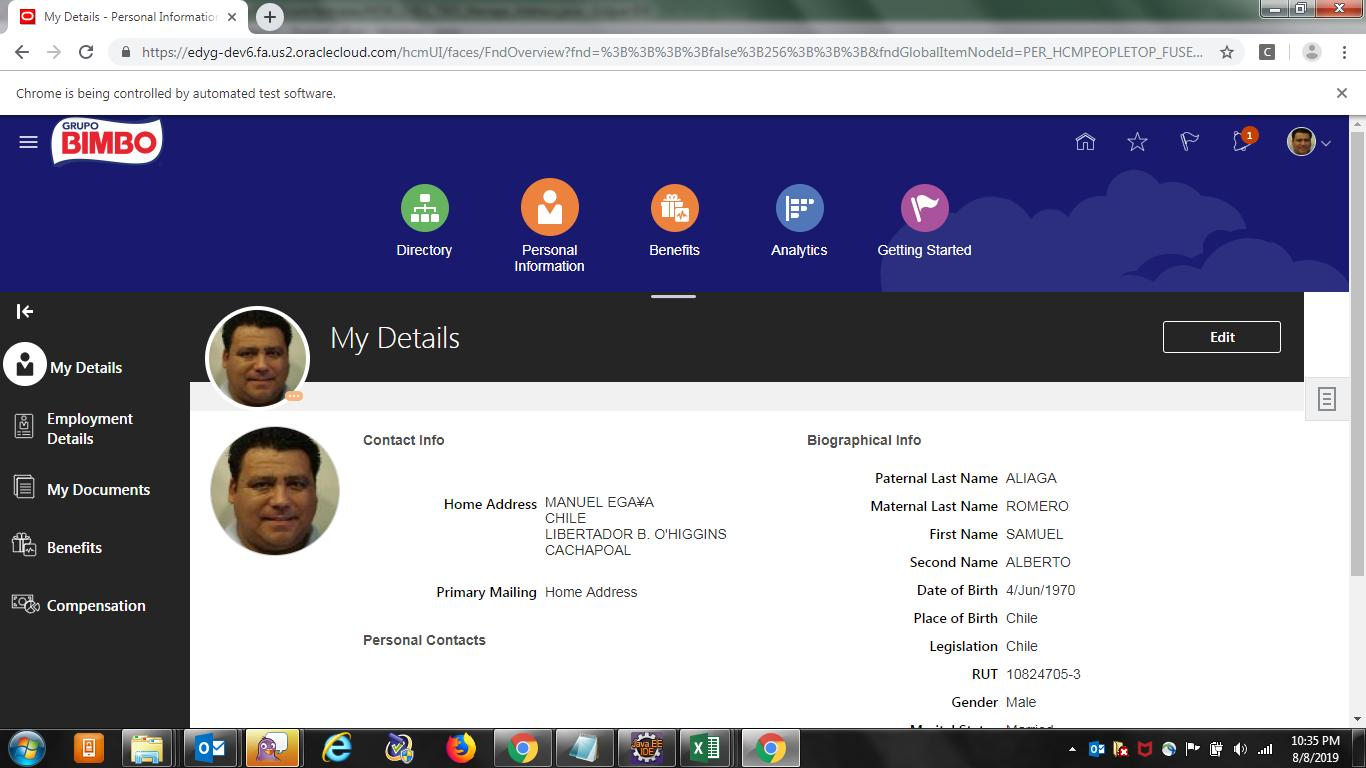 My Details - Personal Information
https://edyg-dev6.fa.us2.oraclecloud.com/hcmUI/faces/FndOverview?fnd=%3B%3B%3B%3Bfalse%3B256%3B%3B%3B&fndGlobalItemNodeId=PER_HCMPEOPLETOP_FUSE...
C
Chrome is being controlled by automated test software.
GRUPO
BIMBO
1
Directory
Personal
Information
Benefits
Analytics
Getting Started
My Details
Edit
My Details
Employment
Details
My Documents
Benefits
Compensation
Contact Info
Home Address MANUEL EGA¥A
CHILE
LIBERTADOR B. O'HIGGINS
CACHAPOAL
Primary Mailing Home Address
Personal Contacts
Biographical Info
Paternal Last Name ALIAGA
Maternal Last Name ROMERO
First Name SAMUEL
Second Name ALBERTO
Date of Birth 4/Jun/1970
Place of Birth Chile
Legislation Chile
RUT 10824705-3
Gender Male
Java EE
IDE
10:35 PM
8/8/2019